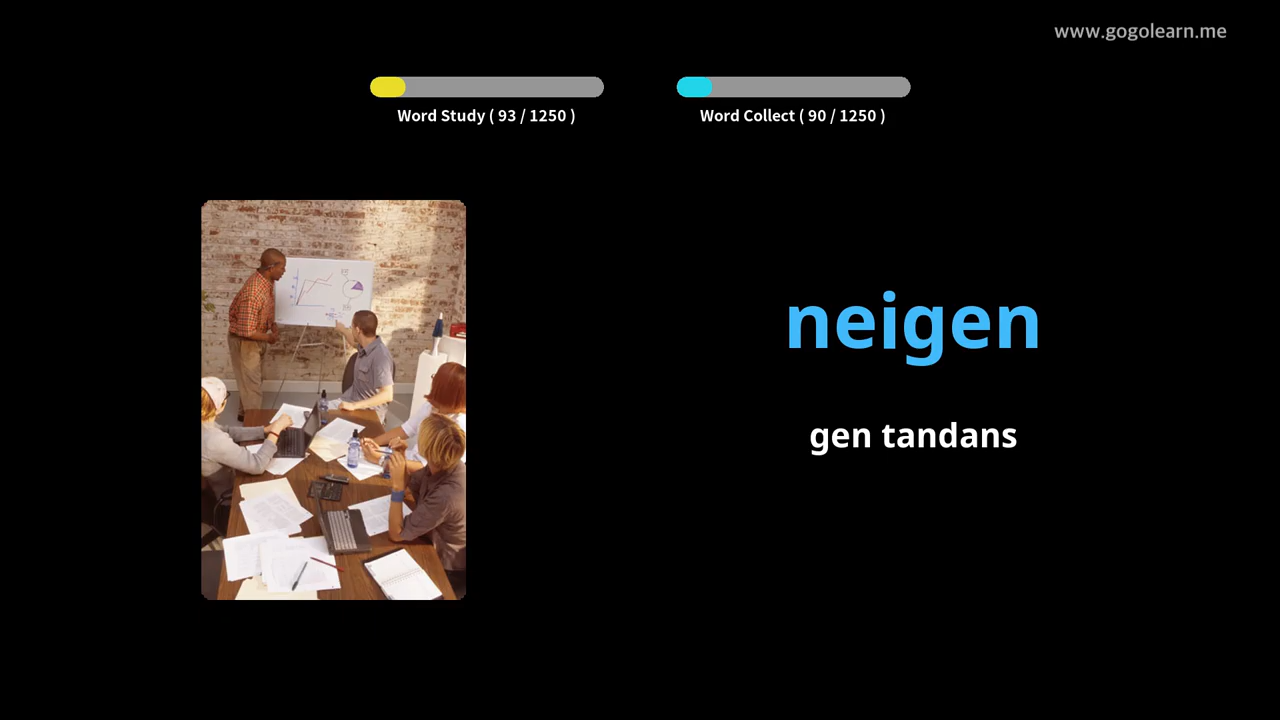 www.gogolearn.me
Word Study ( 93 / 1250 )
Word Collect ( 90 / 1250 )
neigen
gen tandans